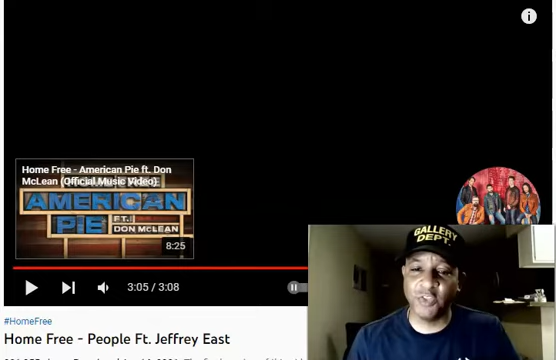 Home Free - American Pie ft. Don
McLean (Official Music Video)
AMERICAN
PIE
FT.
DON McLEAN
8:25
GALLERY
DEPT.
3:05 / 3:08
#HomeFree
Home Free - People Ft. Jeffrey East